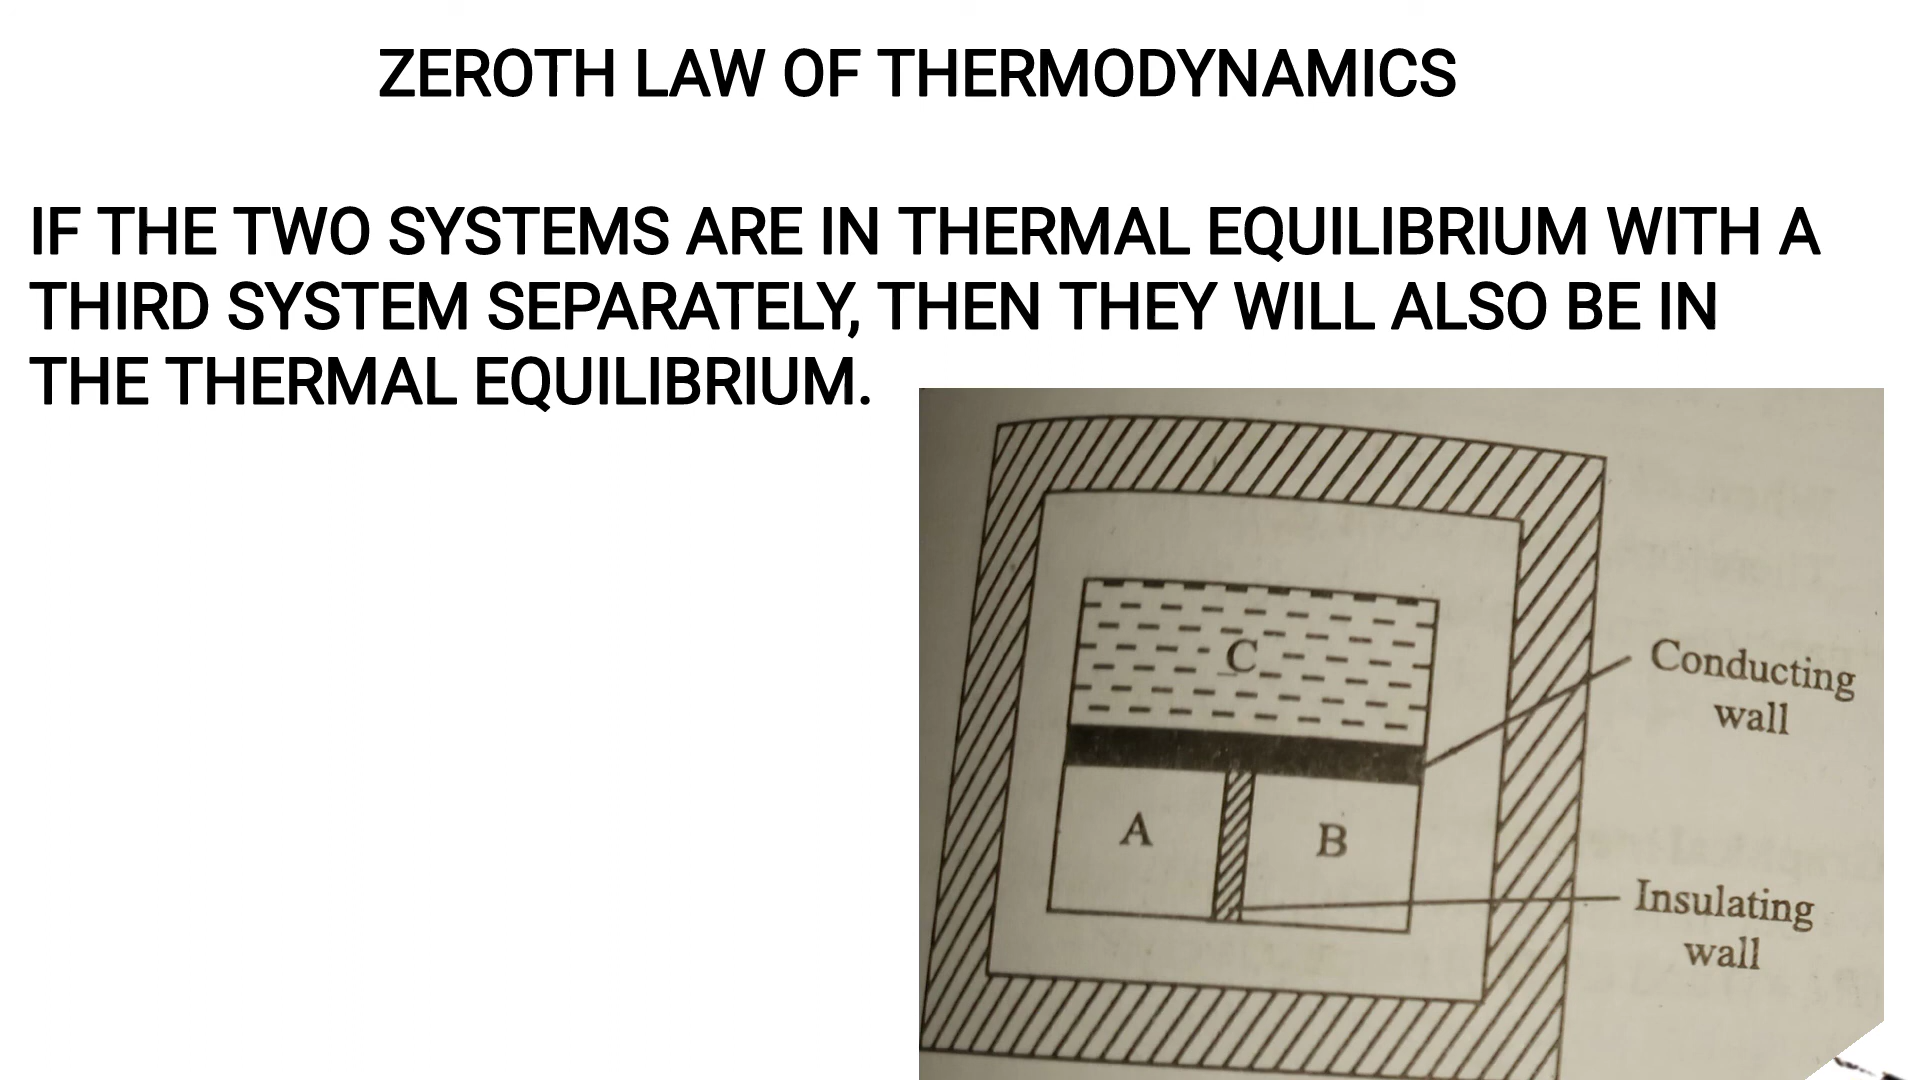 ZEROTH LAW OF THERMODYNAMICS
IF THE TWO SYSTEMS ARE IN THERMAL EQUILIBRIUM WITH A
THIRD SYSTEM SEPARATELY, THEN THEY WILL ALSO BE IN
THE THERMAL EQUILIBRIUM.
C
Conducting
wall
A
B
Insulating
wall